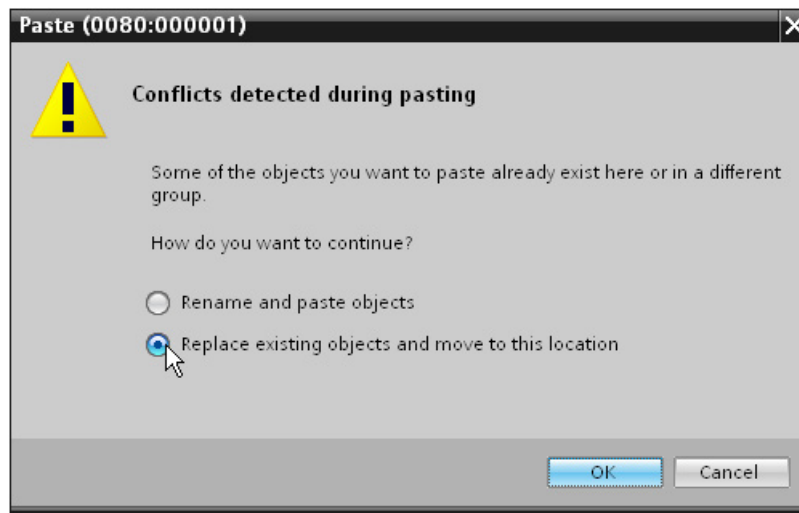 Paste (0080:000001)
Conflicts detected during pasting
Some of the objects you want to paste already exist here or in a different
group.
How do you want to continue?
Rename and paste objects
Replace existing objects and move to this location
OK Cancel